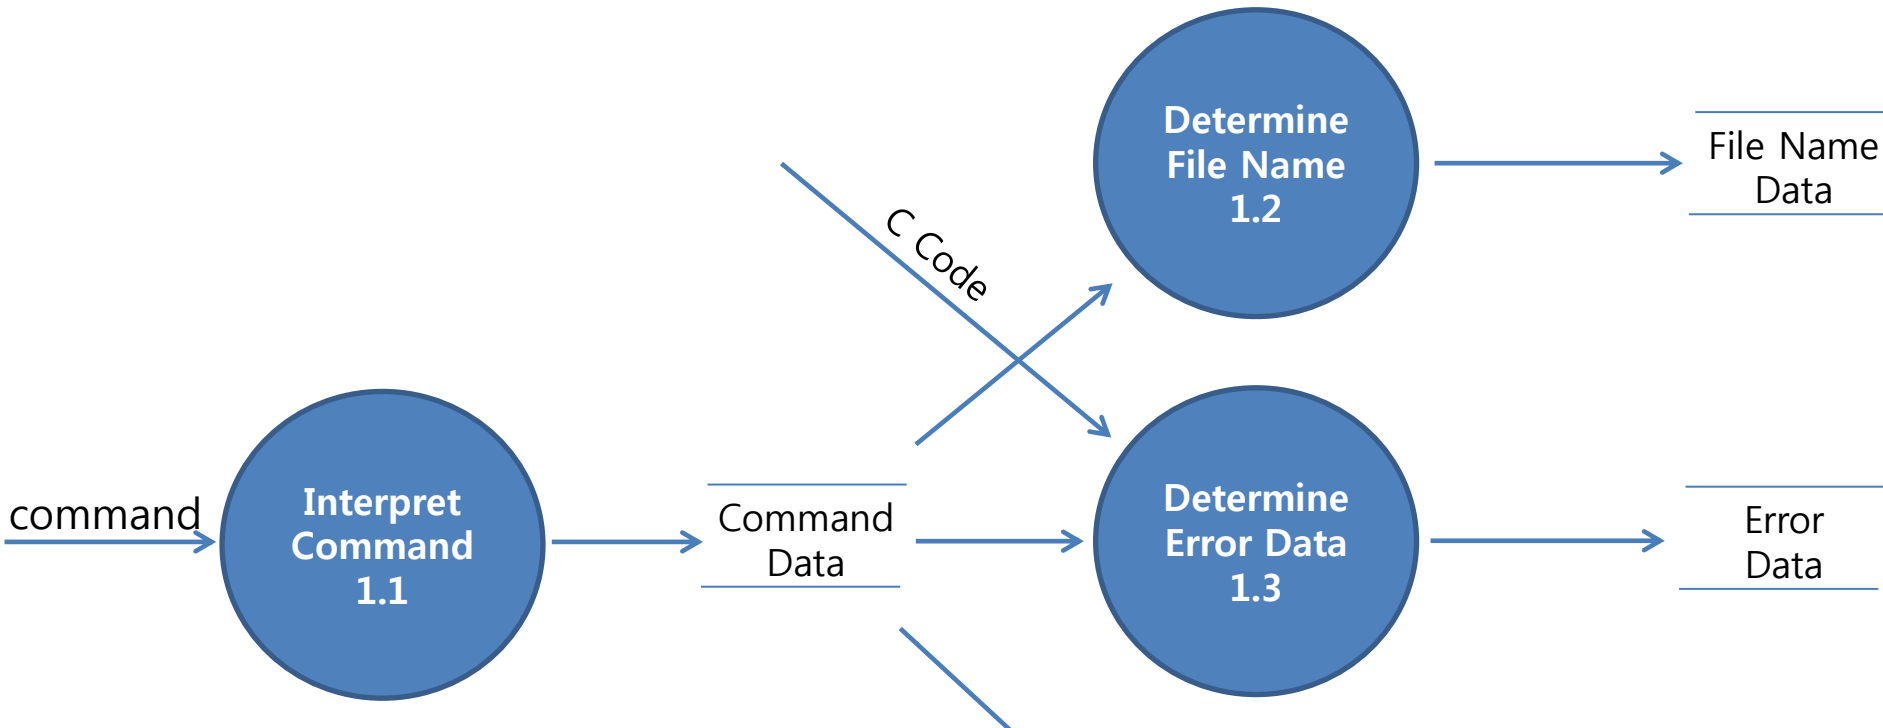 Determine
File Name
1.2
File Name
Data
C Code
command
Interpret
Command
1.1
Command
Data
Determine
Error Data
1.3
Error
Data